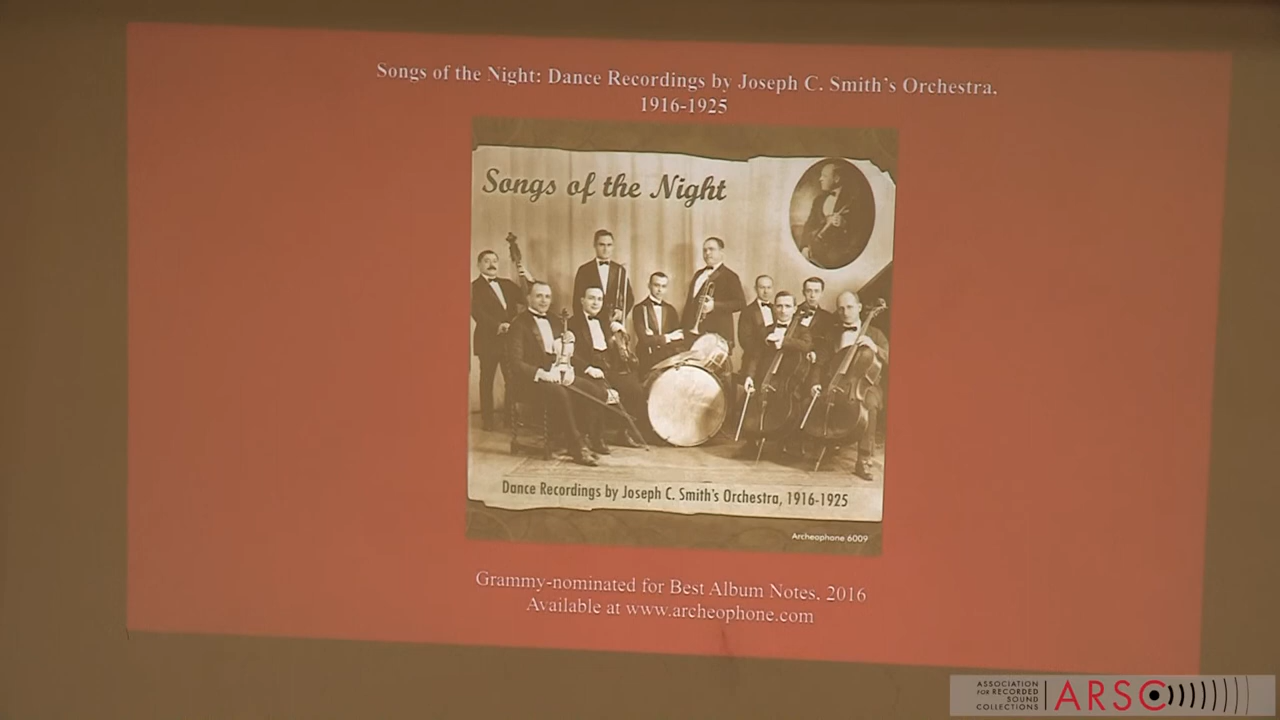 Songs of the Night: Dance Recordings by Joseph C. Smith's Orchestra,
1916-1925
Songs of the Night
Dance Recordings by Joseph C. Smith's Orchestra, 1916-1925
Archeophone 6009
Grammy-nominated for Best Album Notes, 2016
Available at www.archeophone.com
ASSOCIATION
FOR RECORDED
SOUND
COLLECTIONS
ARSC